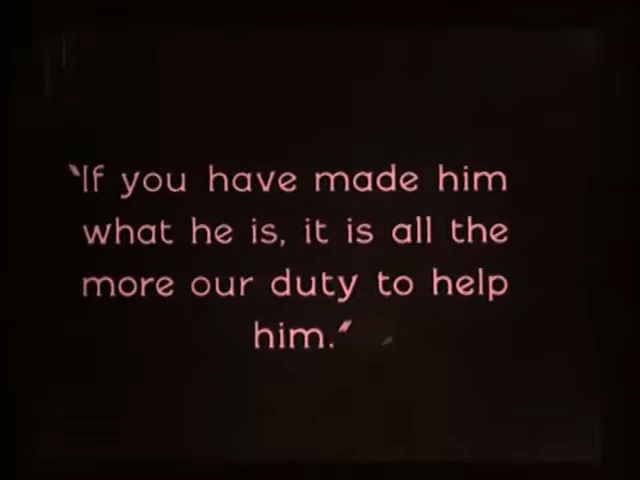 "If you have made him
what he is, it is all the
more our duty to help
him."